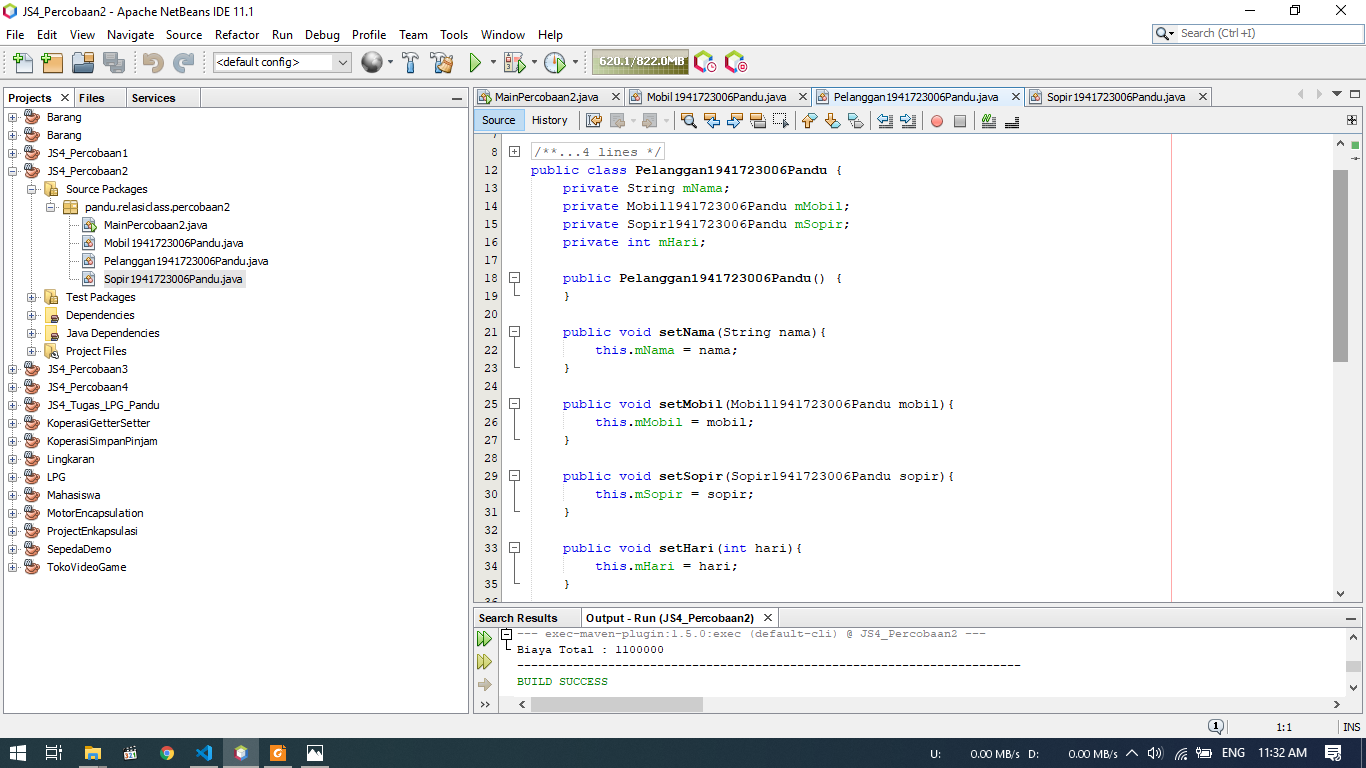 JS4_Percobaan2 - Apache NetBeans IDE 11.1
File Edit View Navigate Source Refactor Run Debug Profile Team Tools Window Help
Search (Ctrl+I)
<default config>
620.1/822.0MB
Projects Files Services
Barang
Barang
JS4_Percobaan1
JS4_Percobaan2
Source Packages
pandu.relasiclass.percobaan2
MainPercobaan2.java
Mobil1941723006Pandu.java
Pelanggan1941723006Pandu.java
Sopir1941723006Pandu.java
Test Packages
Dependencies
Java Dependencies
Project Files
JS4_Percobaan3
JS4_Percobaan4
JS4_Tugas_LPG_Pandu
KoperasiGetterSetter
KoperasiSimpanPinjam
Lingkaran
LPG
Mahasiswa
MotorEncapsulation
ProjectEnkapsulasi
SepedaDemo
TokoVideoGame
MainPercobaan2.java Mobil1941723006Pandu.java Pelanggan1941723006Pandu.java Sopir1941723006Pandu.java
Source History
7
8 /**...4 lines */
12 public class Pelanggan1941723006Pandu {
13 private String mNama;
14 private Mobil1941723006Pandu mMobil;
15 private Sopir1941723006Pandu mSopir;
16 private int mHari;
17
18 public Pelanggan1941723006Pandu() {
19 }
20
21 public void setNama(String nama){
22 this.mNama = nama;
23 }
24
25 public void setMobil(Mobil1941723006Pandu mobil){
26 this.mMobil = mobil;
27 }
28
29 public void setSopir(Sopir1941723006Pandu sopir){
30 this.mSopir = sopir;
31 }
32
33 public void setHari(int hari){
34 this.mHari = hari;
35 }
36
Search Results Output - Run (JS4_Percobaan2)
--- exec-maven-plugin:1.5.0:exec (default-cli) @ JS4_Percobaan2 ---
Biaya Total : 1100000
------------------------------------------------------------------------
BUILD SUCCESS
1 1:1 INS
U: 0.00 MB/s D: 0.00 MB/s ENG 11:32 AM